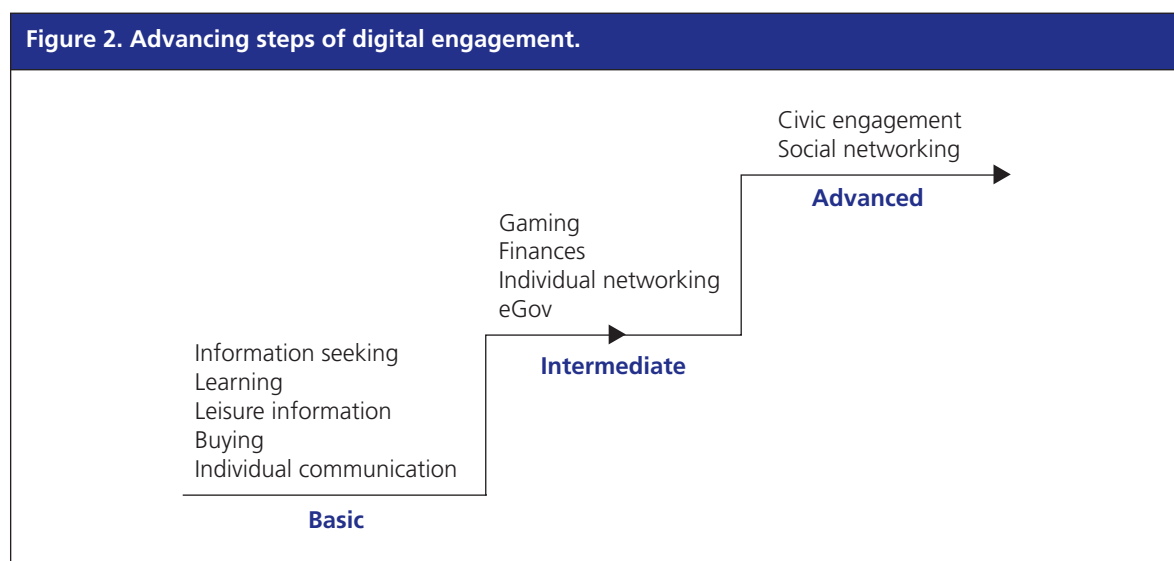 Figure 2. Advancing steps of digital engagement.
Civic engagement
Social networking
Advanced
Gaming
Finances
Individual networking
eGov
Intermediate
Information seeking
Learning
Leisure information
Buying
Individual communication
Basic